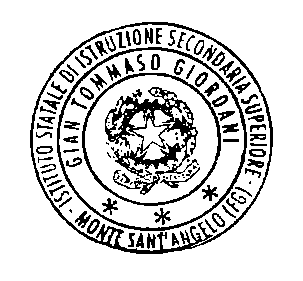 ISTITUTO STATALE DI ISTRUZIONE SECONDARIA SUPERIORE -
GIAN TOMMASO GIORDANI
- MONTE SANT'ANGELO (FG)